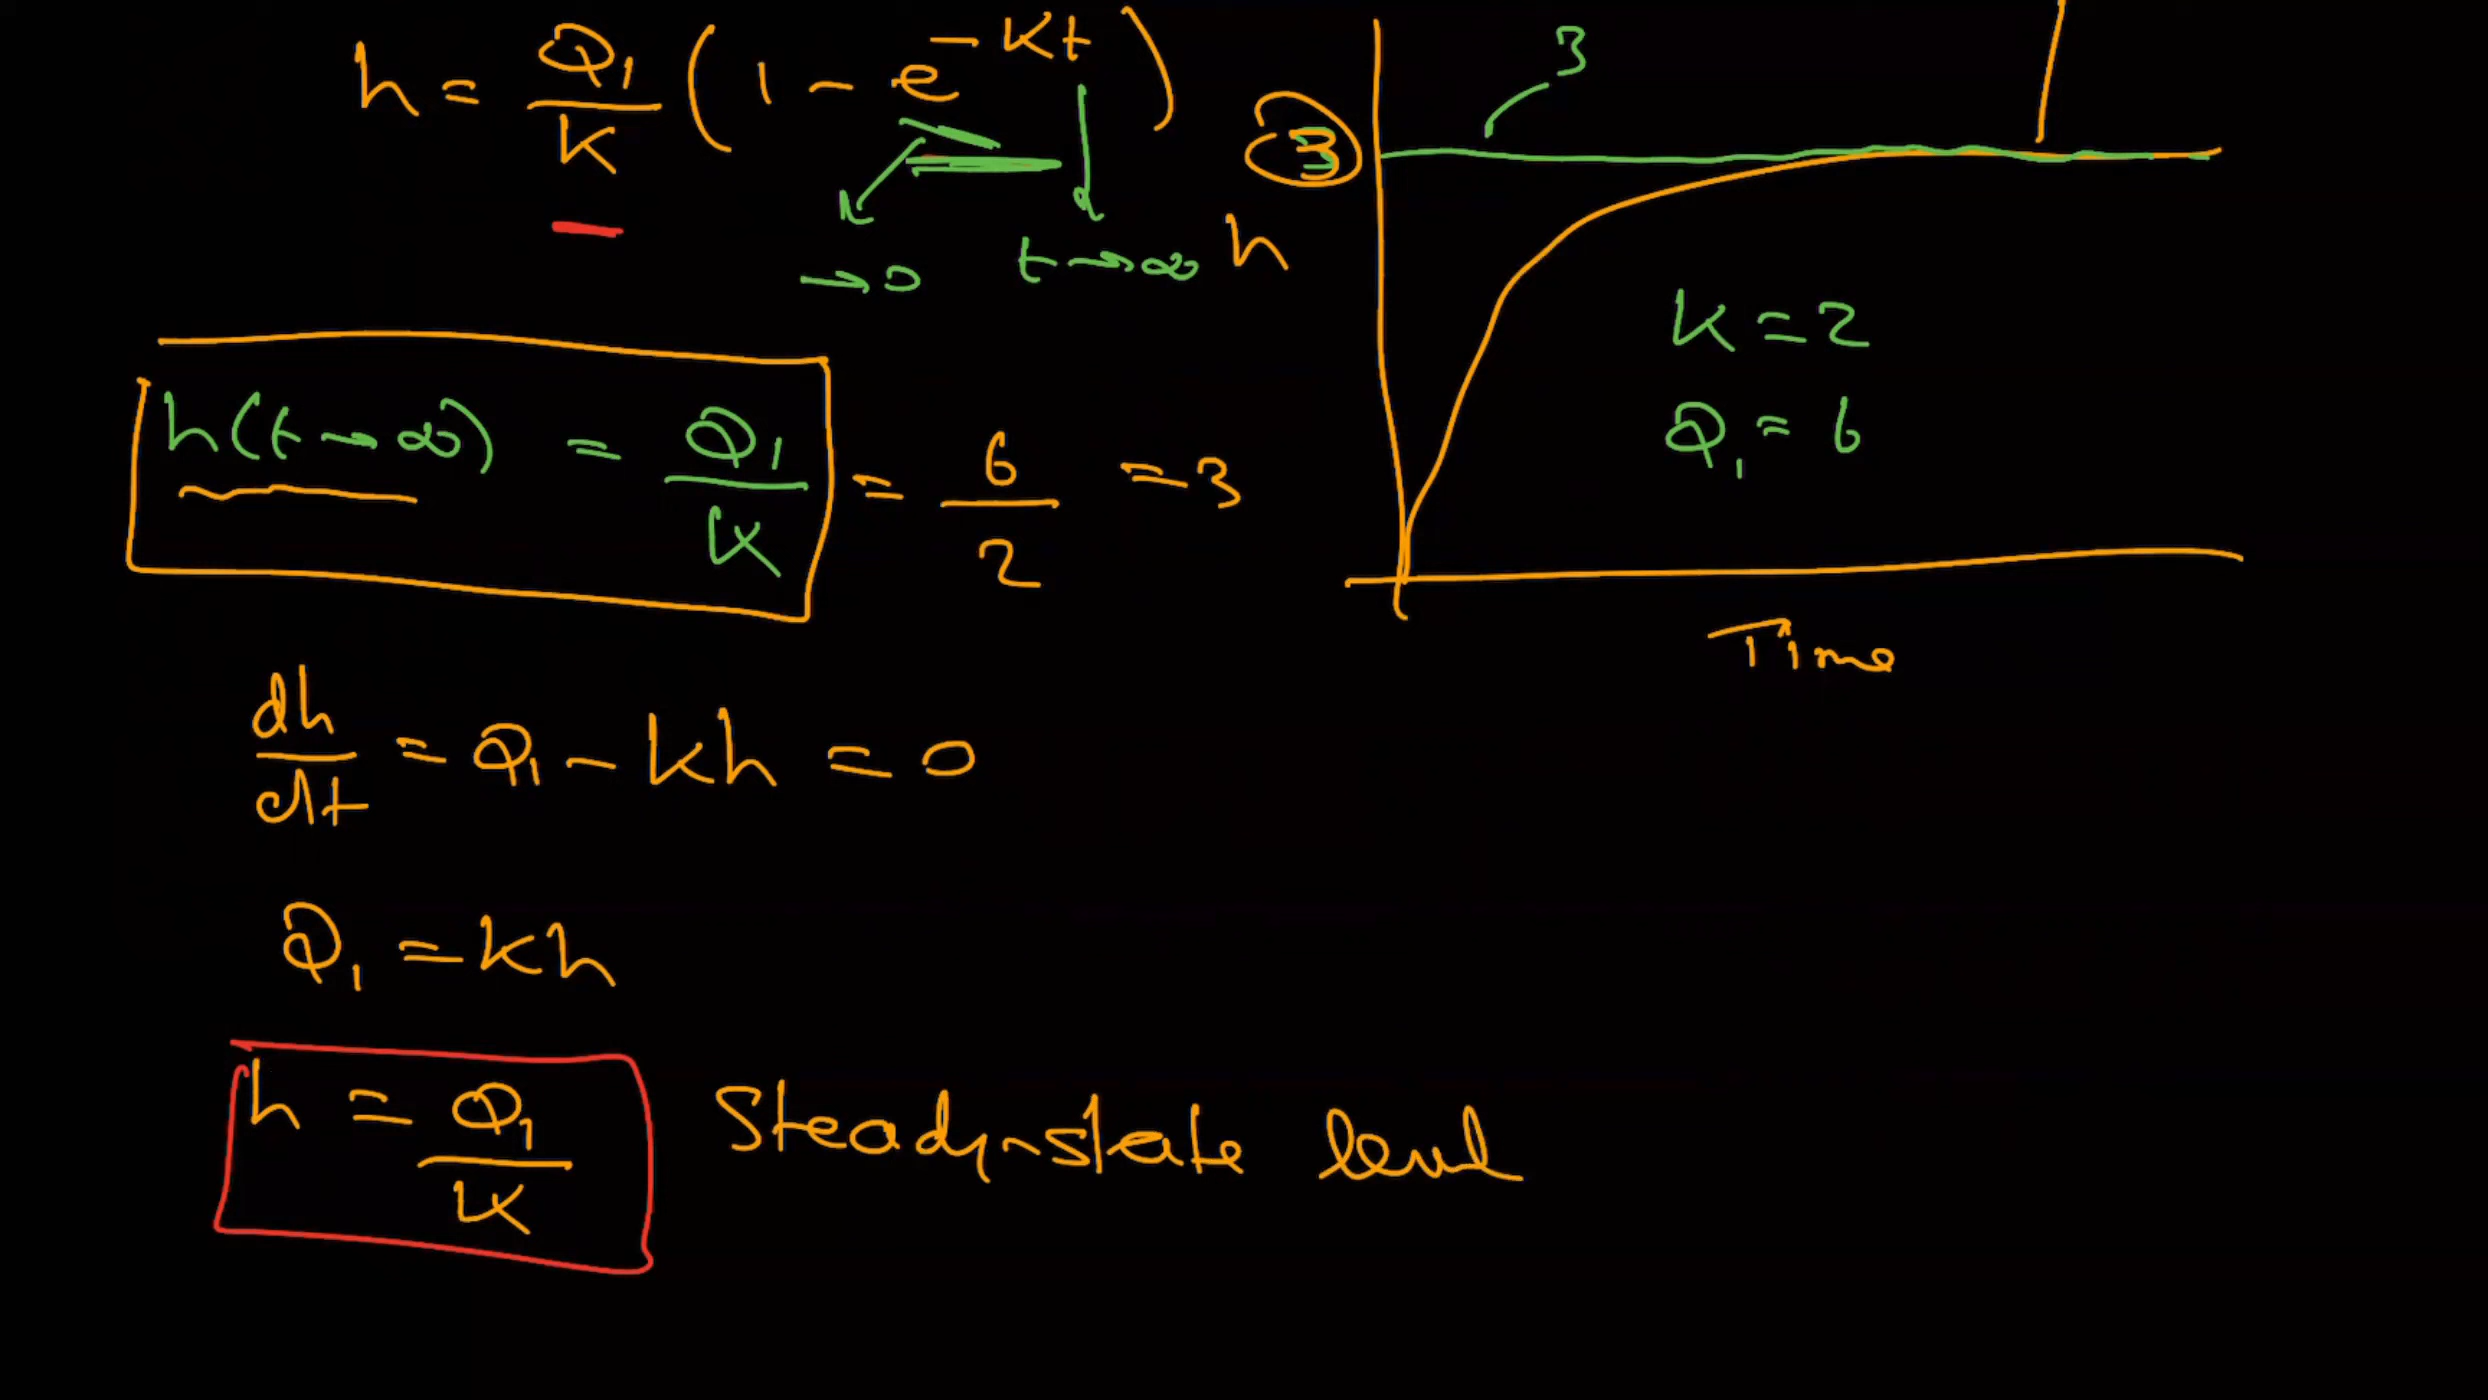 h = Q₁/K (1 - e^(-Kt))
→0 t→∞
h(t→∞) = Q₁/K = 6/2 = 3
dh/dt = Q₁ - Kh = 0
Q₁ = Kh
h = Q₁/K Steady-state level
3
3
h
K = 2
Q₁ = 6
Time